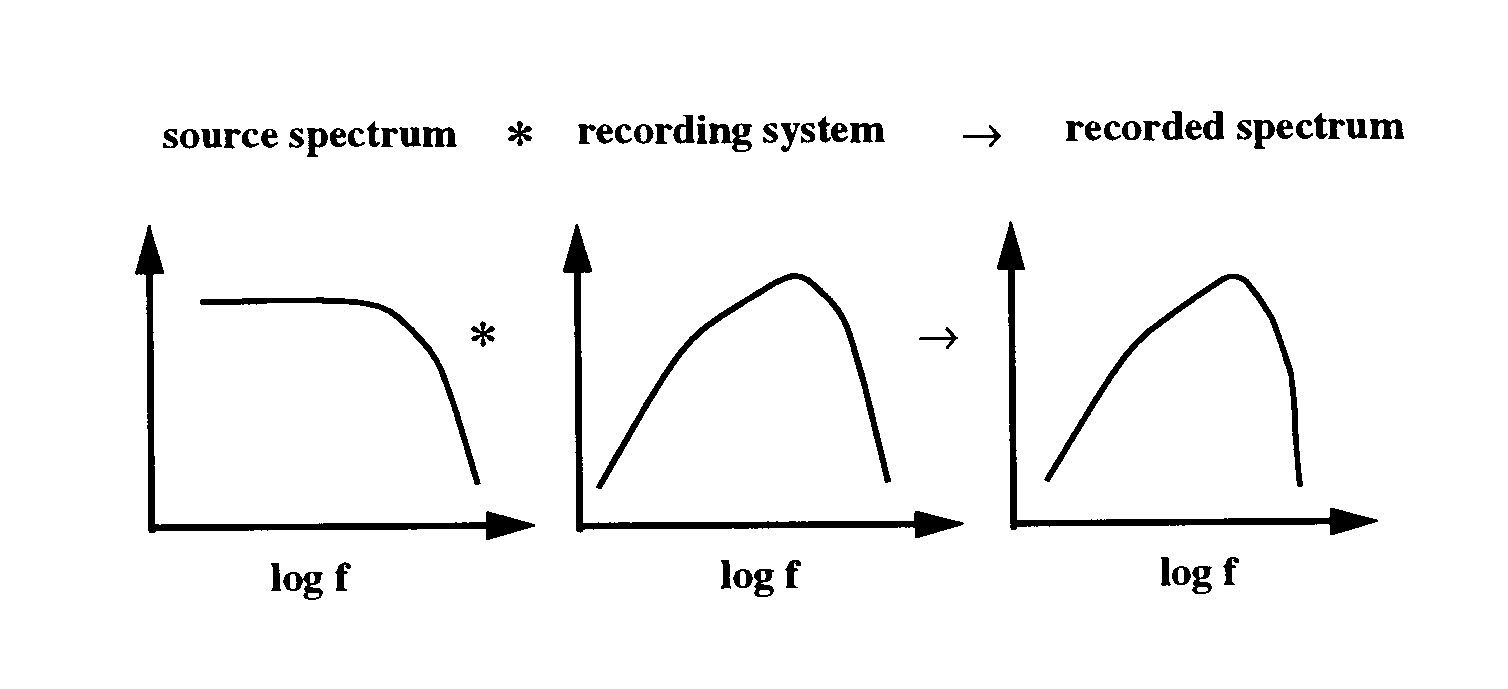 source spectrum * recording system → recorded spectrum
* →
log f log f log f